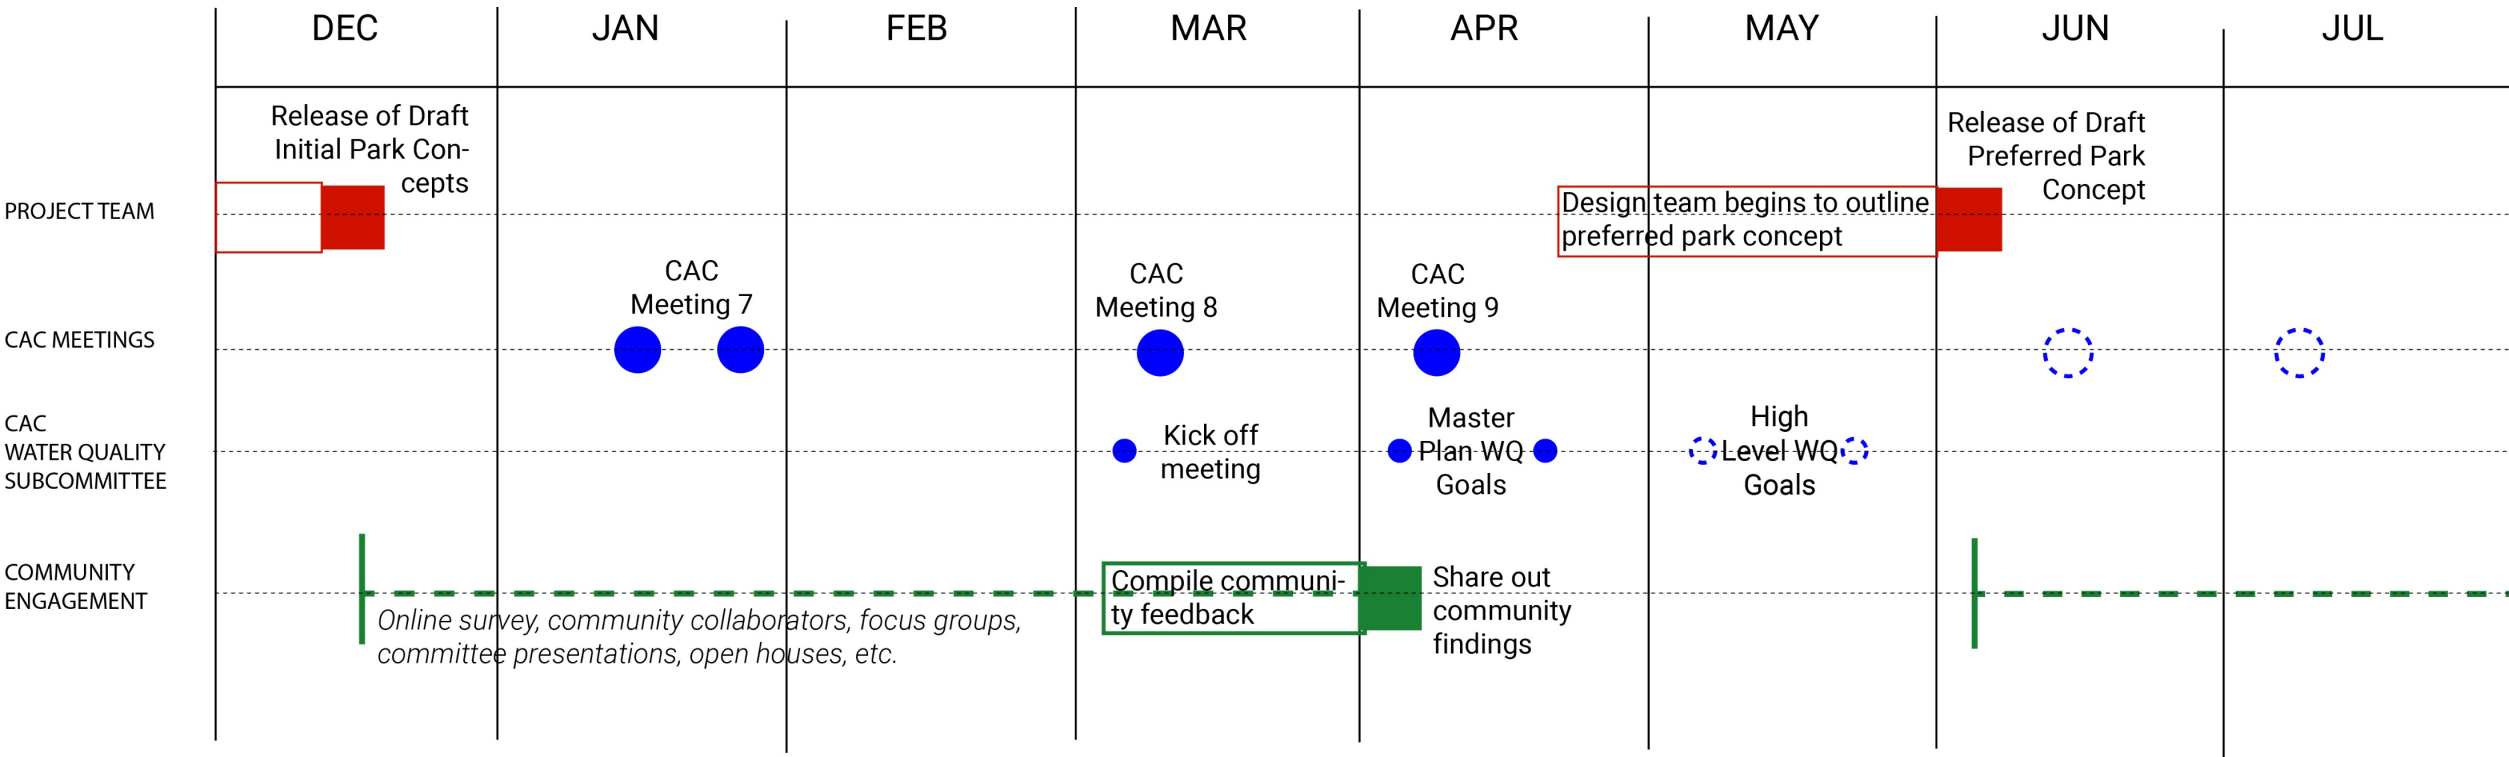 DEC JAN FEB MAR APR MAY JUN JUL
Release of Draft
Initial Park Con-
cepts
Release of Draft
Preferred Park
Concept
PROJECT TEAM
Design team begins to outline
preferred park concept
CAC
Meeting 7
CAC
Meeting 8
CAC
Meeting 9
CAC MEETINGS
CAC
WATER QUALITY
SUBCOMMITTEE
Kick off
meeting
Master
Plan WQ
Goals
High
Level WQ
Goals
COMMUNITY
ENGAGEMENT
Online survey, community collaborators, focus groups,
committee presentations, open houses, etc.
Compile communi-
ty feedback
Share out
community
findings